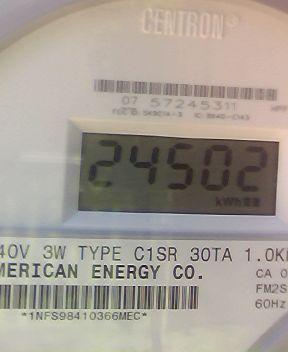 CENTRON®
07 57245311
24502
kWh
40V 3W TYPE C1SR 30TA 1.0K
MERICAN ENERGY CO.
CA 0
FM2S
60Hz
*1NFS98410366MEC*